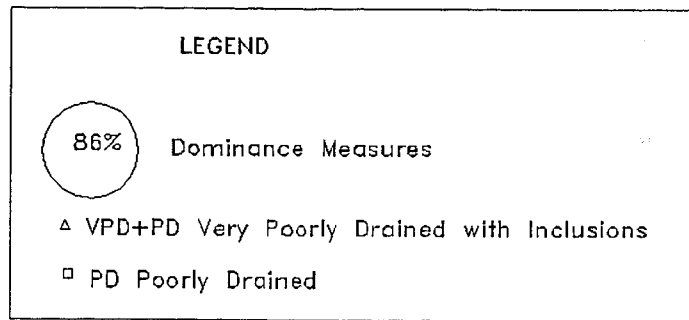 LEGEND
86% Dominance Measures
VPD+PD Very Poorly Drained with Inclusions
PD Poorly Drained